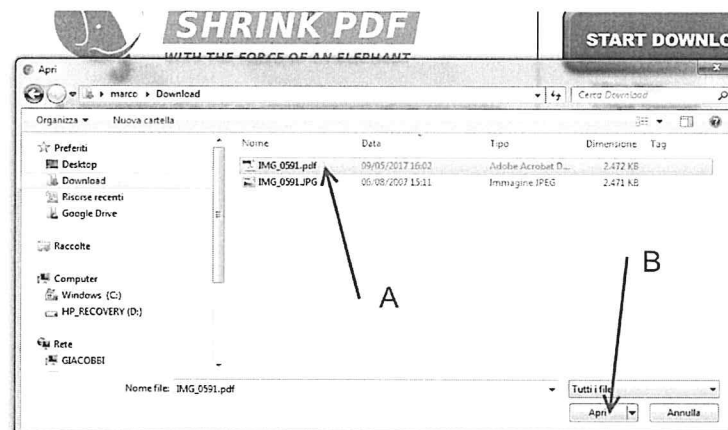 SHRINK PDF
WITH THE FORCE OF AN ELEPHANT
START DOWNLO
Apri
marco Download
Cerca Download
Organizza Nuova cartella
Nome Data Tipo Dimensione Tag
Preferiti
Desktop
Download
Risorse recenti
Google Drive
Raccolte
Computer
Windows (C:)
HP_RECOVERY (D:)
Rete
GIACOBBI
IMG_0591.pdf 09/05/2017 16:02 Adobe Acrobat D... 2.472 KB
IMG_0591.JPG 06/08/2007 15:11 Immagine JPEG 2.471 KB
A
B
Nome file: IMG_0591.pdf
Tutti i file
Apri Annulla